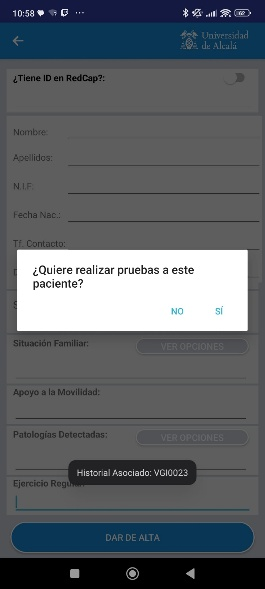 10:58
Universidad
de Alcalá
¿Tiene ID en RedCap?:
Nombre:
Apellidos:
N.I.F:
Fecha Nac.:
Tf. Contacto:
¿Quiere realizar pruebas a este
paciente?
NO SÍ
Situación Familiar: VER OPCIONES
Apoyo a la Movilidad:
Patologías Detectadas: VER OPCIONES
Historial Asociado: VGI0023
Ejercicio Regular
DAR DE ALTA